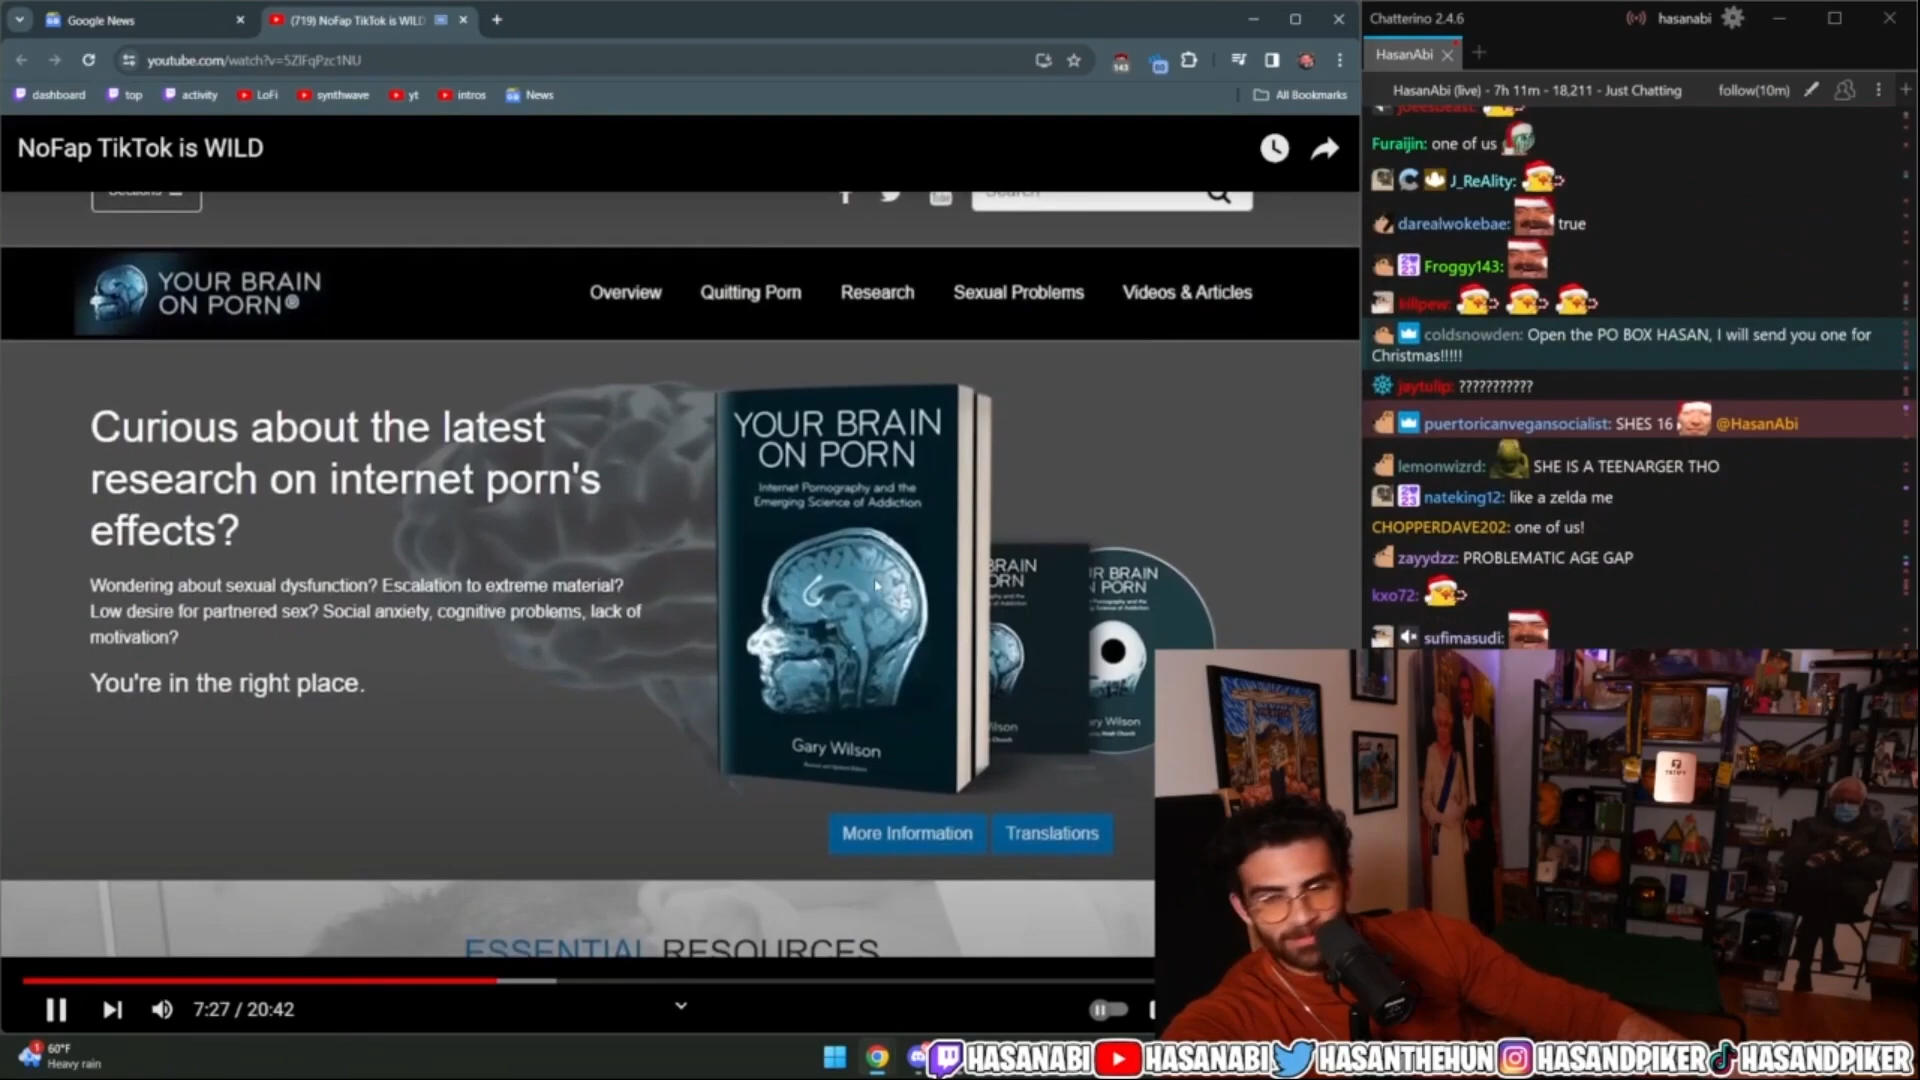 Google News
(719) NoFap TikTok is WILD
youtube.com/watch?v=5ZlFqPzc1NU
143
dashboard
top
activity
LoFi
synthwave
yt
intros
News
All Bookmarks
NoFap TikTok is WILD
Sections
Search
YOUR BRAIN
ON PORN®
Overview
Quitting Porn
Research
Sexual Problems
Videos & Articles
Curious about the latest
research on internet porn's
effects?
Wondering about sexual dysfunction? Escalation to extreme material?
Low desire for partnered sex? Social anxiety, cognitive problems, lack of
motivation?
You're in the right place.
YOUR BRAIN
ON PORN
Internet Pornography and the
Emerging Science of Addiction
Gary Wilson
More Information
Translations
ESSENTIAL RESOURCES
7:27 / 20:42
60°F
Heavy rain
Chatterino 2.4.6
hasanabi
HasanAbi
HasanAbi (live) - 7h 11m - 18,211 - Just Chatting
follow(10m)
joeesbeast:
Furaijin: one of us
J_ReAlity:
darealwokebae: true
Froggy143:
killpew:
coldsnowden: Open the PO BOX HASAN, I will send you one for
Christmas!!!!!
jaytulip: ???????????
puertoricanvegansocialist: SHES 16 @HasanAbi
lemonwizrd: SHE IS A TEENARGER THO
nateking12: like a zelda me
CHOPPERDAVE202: one of us!
zayydzz: PROBLEMATIC AGE GAP
kxo72:
sufimasudi:
HASANABI
HASANABI
HASANTHEHUN
HASANDPIKER
HASANDPIKER